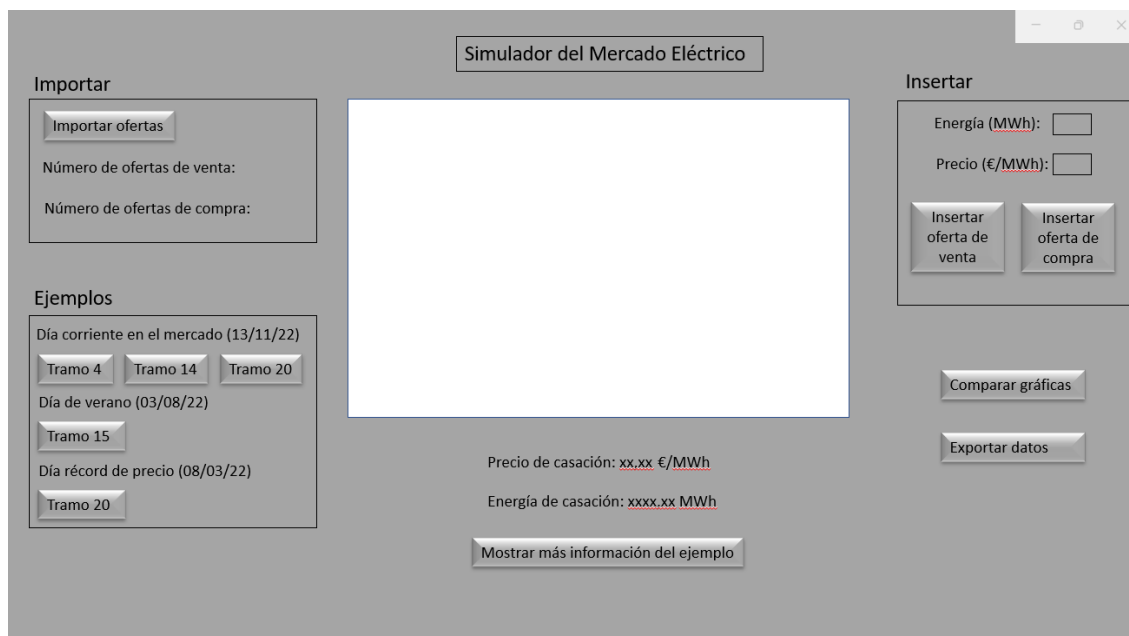 Simulador del Mercado Eléctrico
Importar
Importar ofertas
Número de ofertas de venta:
Número de ofertas de compra:
Ejemplos
Día corriente en el mercado (13/11/22)
Tramo 4 Tramo 14 Tramo 20
Día de verano (03/08/22)
Tramo 15
Día récord de precio (08/03/22)
Tramo 20
Precio de casación: xx,xx €/MWh
Energía de casación: xxxx,xx MWh
Mostrar más información del ejemplo
Insertar
Energía (MWh):
Precio (€/MWh):
Insertar
oferta de
venta
Insertar
oferta de
compra
Comparar gráficas
Exportar datos